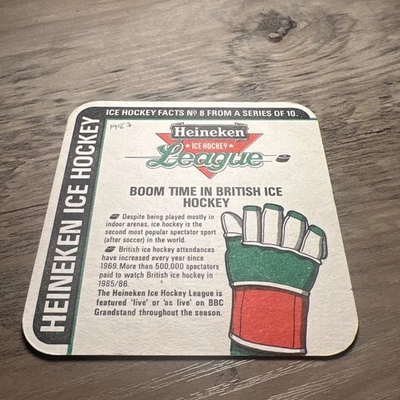 ICE HOCKEY FACTS Nº 8 FROM A SERIES OF 10.
1987
HEINEKEN ICE HOCKEY
Heineken
★ ICE HOCKEY ★
League
BOOM TIME IN BRITISH ICE
HOCKEY
Despite being played mostly in
indoor arenas, ice hockey is the
second most popular spectator sport
(after soccer) in the world.
British ice hockey attendances
have increased every year since
1969. More than 500,000 spectators
paid to watch British ice hockey in
1985/86.
The Heineken Ice Hockey League is
featured 'live' or 'as live' on BBC
Grandstand throughout the season.